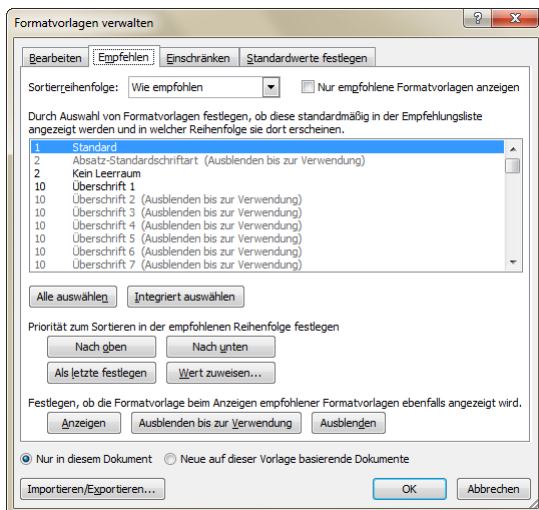 Formatvorlagen verwalten
Bearbeiten Empfehlen Einschränken Standardwerte festlegen
Sortierreihenfolge: Wie empfohlen Nur empfohlene Formatvorlagen anzeigen
Durch Auswahl von Formatvorlagen festlegen, ob diese standardmäßig in der Empfehlungsliste
angezeigt werden und in welcher Reihenfolge sie dort erscheinen.
1 Standard
2 Absatz-Standardschriftart (Ausblenden bis zur Verwendung)
2 Kein Leerraum
10 Überschrift 1
10 Überschrift 2 (Ausblenden bis zur Verwendung)
10 Überschrift 3 (Ausblenden bis zur Verwendung)
10 Überschrift 4 (Ausblenden bis zur Verwendung)
10 Überschrift 5 (Ausblenden bis zur Verwendung)
10 Überschrift 6 (Ausblenden bis zur Verwendung)
10 Überschrift 7 (Ausblenden bis zur Verwendung)
Alle auswählen Integriert auswählen
Priorität zum Sortieren in der empfohlenen Reihenfolge festlegen
Nach oben Nach unten
Als letzte festlegen Wert zuweisen...
Festlegen, ob die Formatvorlage beim Anzeigen empfohlener Formatvorlagen ebenfalls angezeigt wird.
Anzeigen Ausblenden bis zur Verwendung Ausblenden
Nur in diesem Dokument Neue auf dieser Vorlage basierende Dokumente
Importieren/Exportieren... OK Abbrechen